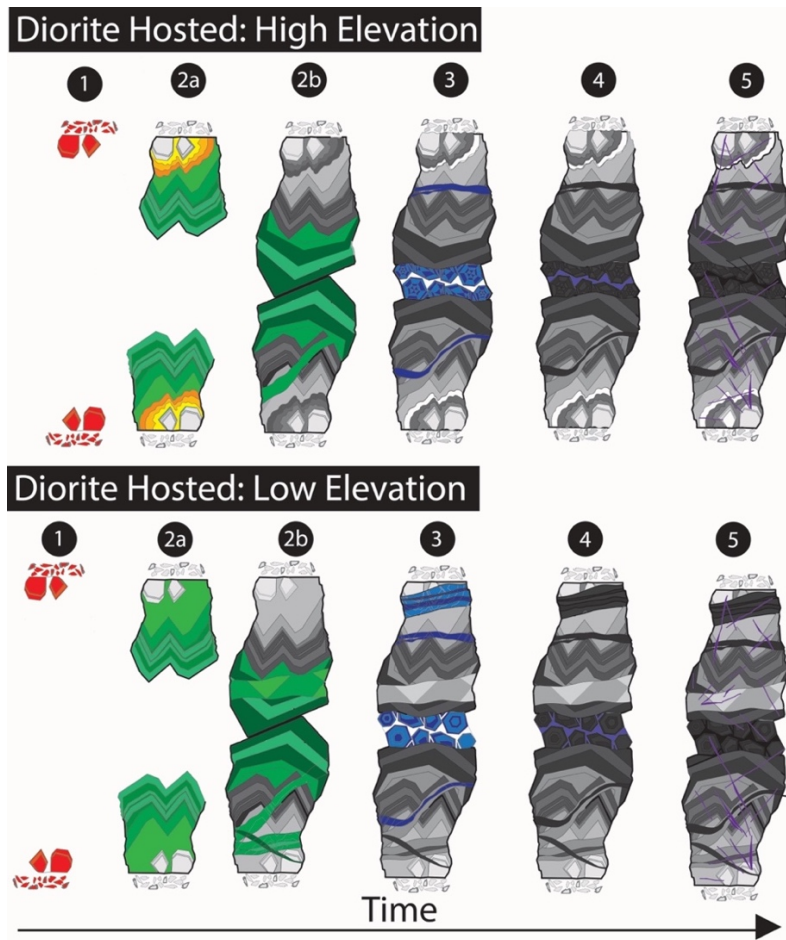 Diorite Hosted: High Elevation
1 2a 2b 3 4 5
Diorite Hosted: Low Elevation
1 2a 2b 3 4 5
Time